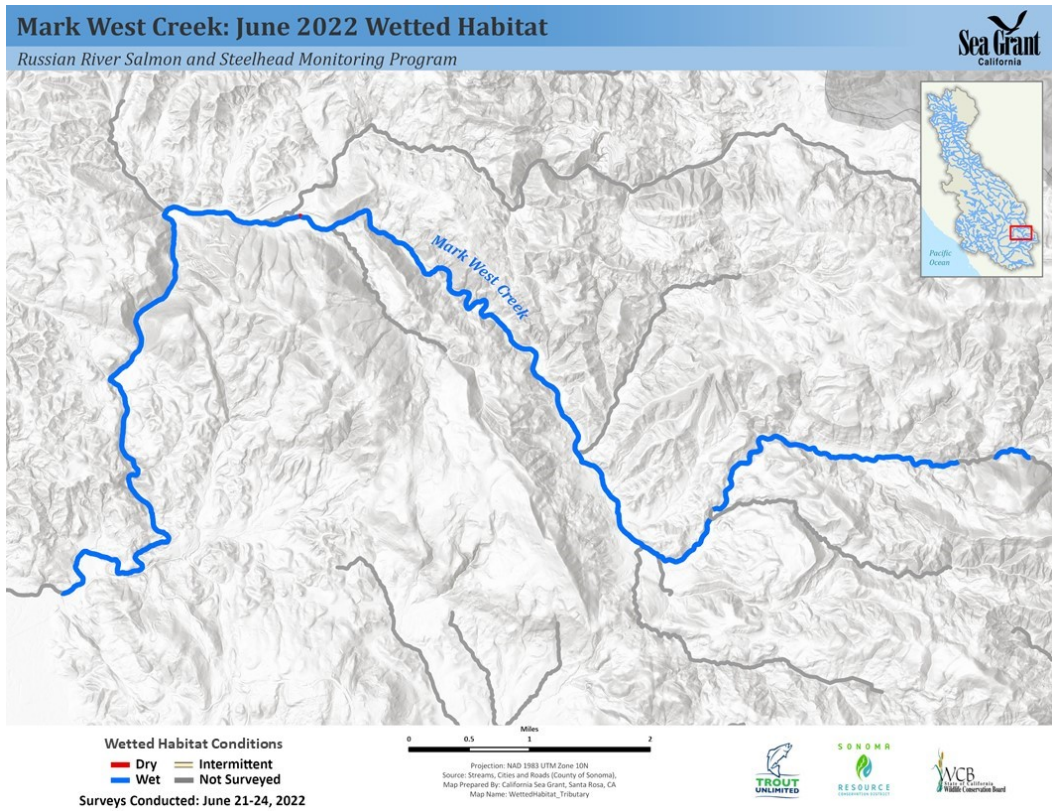 Mark West Creek: June 2022 Wetted Habitat
Russian River Salmon and Steelhead Monitoring Program
Sea Grant
California
Pacific
Ocean
Mark West Creek
Wetted Habitat Conditions
Dry
Intermittent
Wet
Not Surveyed
Surveys Conducted: June 21-24, 2022
Miles
0 0.5 1 2
Projection: NAD 1983 UTM Zone 10N
Source: Streams, Cities and Roads (County of Sonoma),
Map Prepared By: California Sea Grant, Santa Rosa, CA
Map Name: WettedHabitat_Tributary
TROUT
UNLIMITED
SONOMA
RESOURCE
CONSERVATION DISTRICT
WCB
State of California
Wildlife Conservation Board